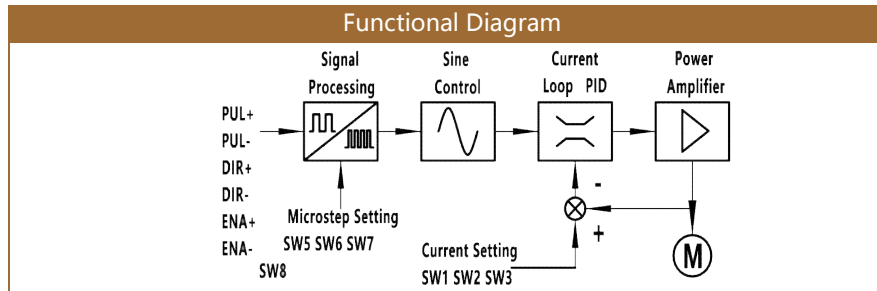 Functional Diagram
Signal Processing
Sine Control
Current Loop PID
Power Amplifier
PUL+
PUL-
DIR+
DIR-
ENA+
ENA-
SW8
Microstep Setting
SW5 SW6 SW7
Current Setting
SW1 SW2 SW3
-
+
M